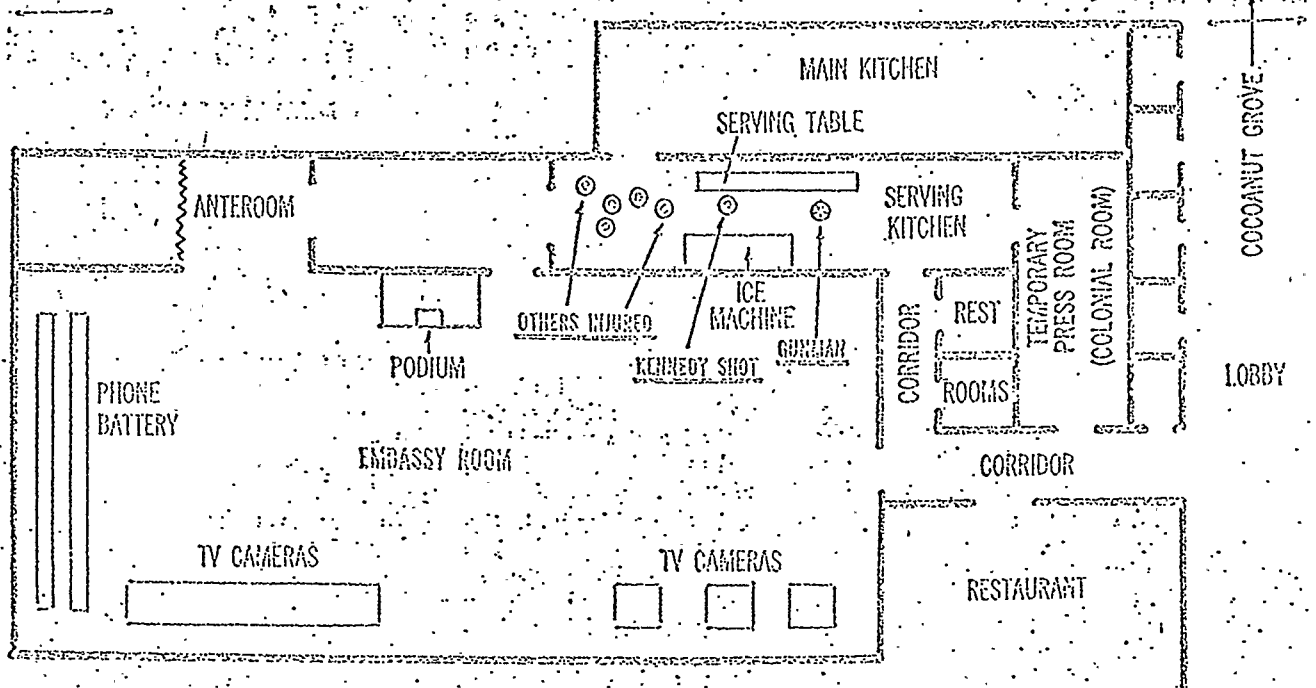 MAIN KITCHEN
SERVING TABLE
ANTEROOM
SERVING
KITCHEN
TEMPORARY
PRESS ROOM
(COLONIAL ROOM)
COCOANUT GROVE
OTHERS INJURED
ICE
MACHINE
KENNEDY SHOT
GUNMAN
PODIUM
CORRIDOR
REST
ROOMS
LOBBY
PHONE
BATTERY
EMBASSY ROOM
CORRIDOR
TV CAMERAS
TV CAMERAS
RESTAURANT